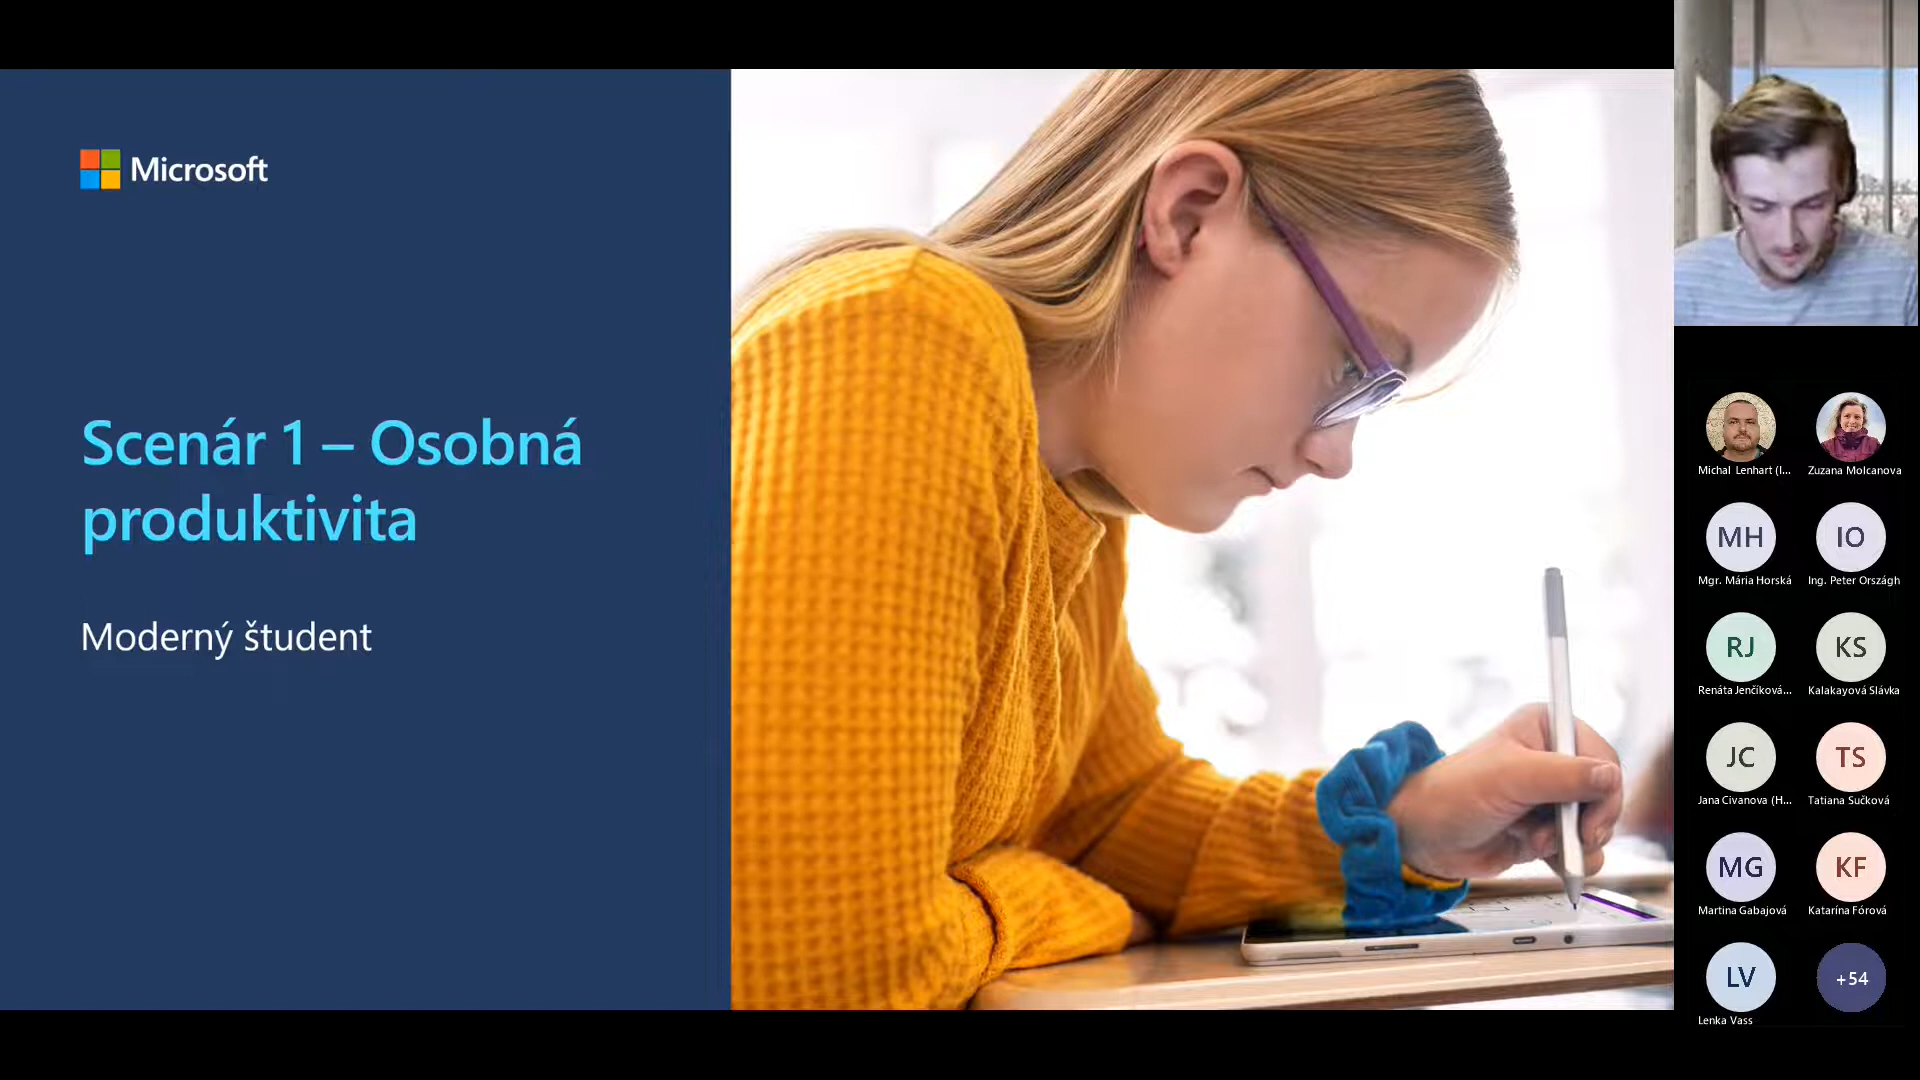 Microsoft
Scenár 1 – Osobná
produktivita
Moderný študent
Michal Lenhart (I...
Zuzana Molcanova
MH
IO
Mgr. Mária Horská
Ing. Peter Országh
RJ
KS
Renáta Jenčíková...
Kalakayová Slávka
JC
TS
Jana Civanova (H...
Tatiana Sučková
MG
KF
Martina Gabajová
Katarína Fórová
LV
+54
Lenka Vass